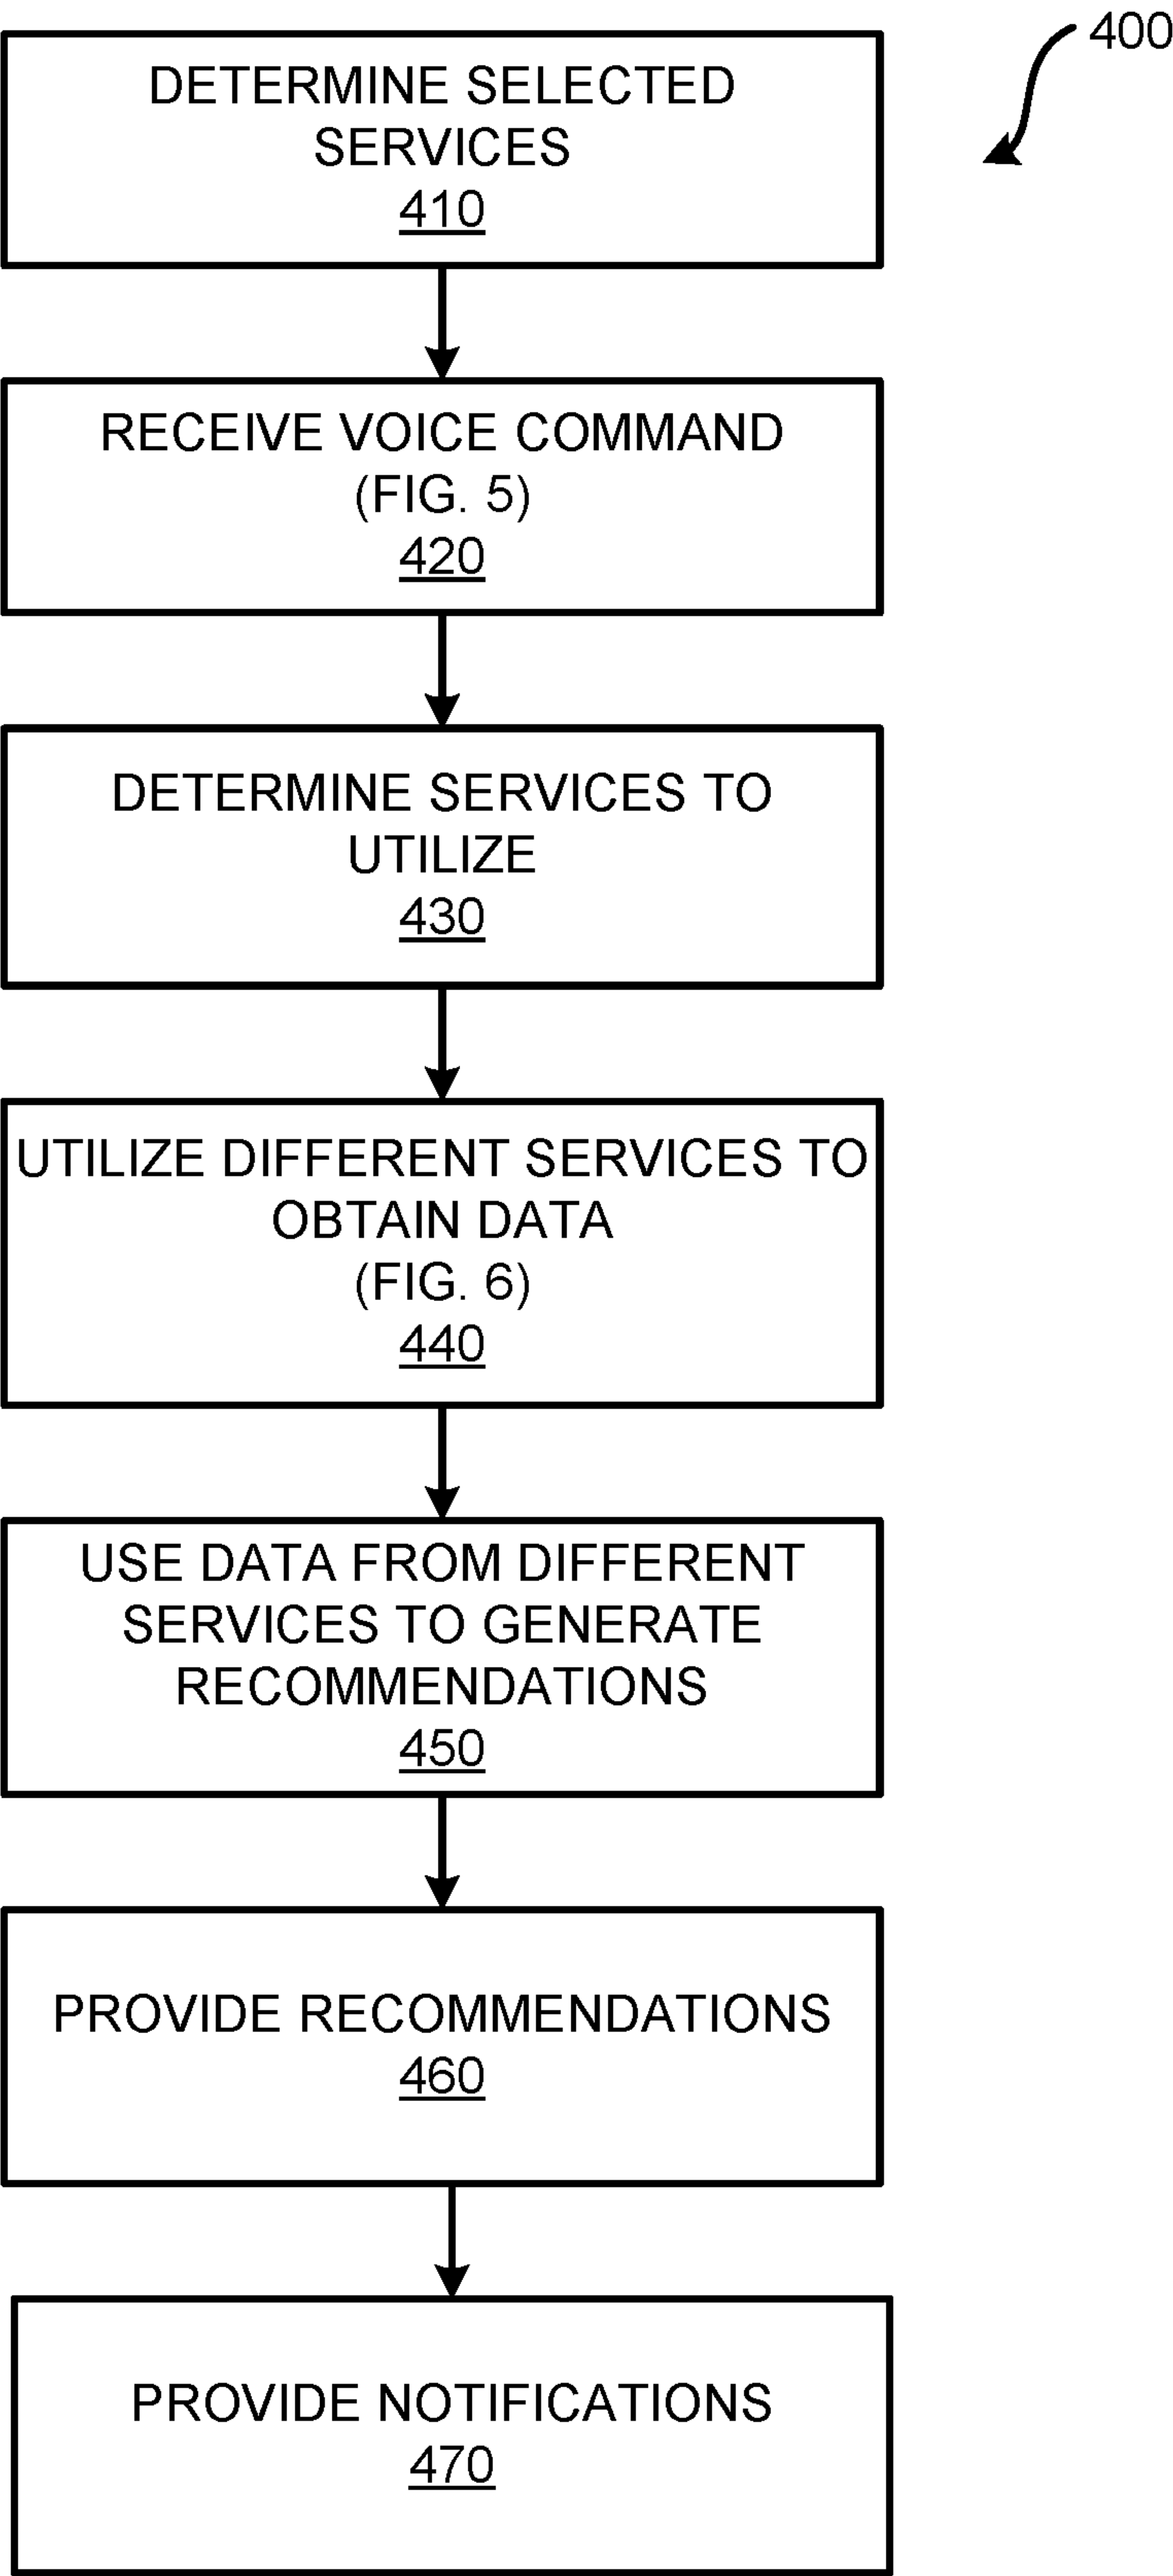 400
DETERMINE SELECTED
SERVICES
410
RECEIVE VOICE COMMAND
(FIG. 5)
420
DETERMINE SERVICES TO
UTILIZE
430
UTILIZE DIFFERENT SERVICES TO
OBTAIN DATA
(FIG. 6)
440
USE DATA FROM DIFFERENT
SERVICES TO GENERATE
RECOMMENDATIONS
450
PROVIDE RECOMMENDATIONS
460
PROVIDE NOTIFICATIONS
470